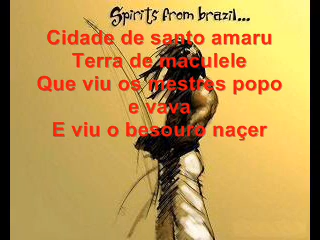 Spirits from brazil...
Cidade de santo amaru
Terra de maculele
Que viu os mestres popo
e vava
E viu o besouro naçer